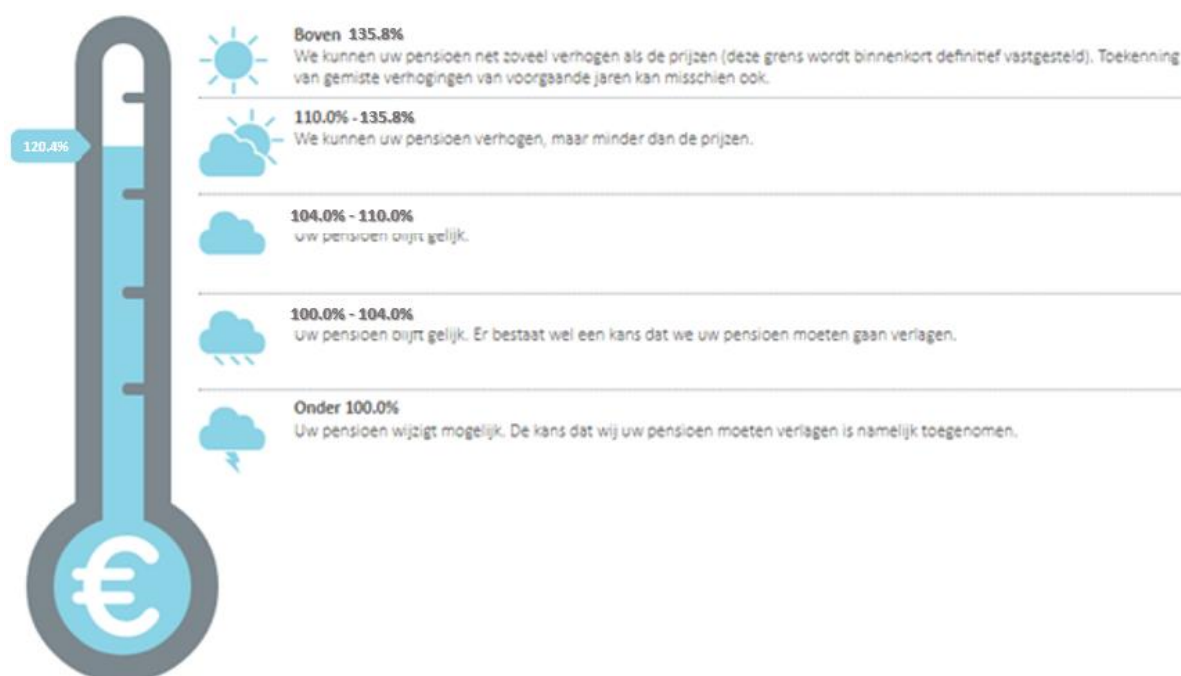 120.4%
Boven 135.8%
We kunnen uw pensioen net zoveel verhogen als de prijzen (deze grens wordt binnenkort definitief vastgesteld). Toekenning
van gemiste verhogingen van voorgaande jaren kan misschien ook.
110.0% - 135.8%
We kunnen uw pensioen verhogen, maar minder dan de prijzen.
104.0% - 110.0%
Uw pensioen blijft gelijk.
100.0% - 104.0%
Uw pensioen blijft gelijk. Er bestaat wel een kans dat we uw pensioen moeten gaan verlagen.
Onder 100.0%
Uw pensioen wijzigt mogelijk. De kans dat wij uw pensioen moeten verlagen is namelijk toegenomen.
€